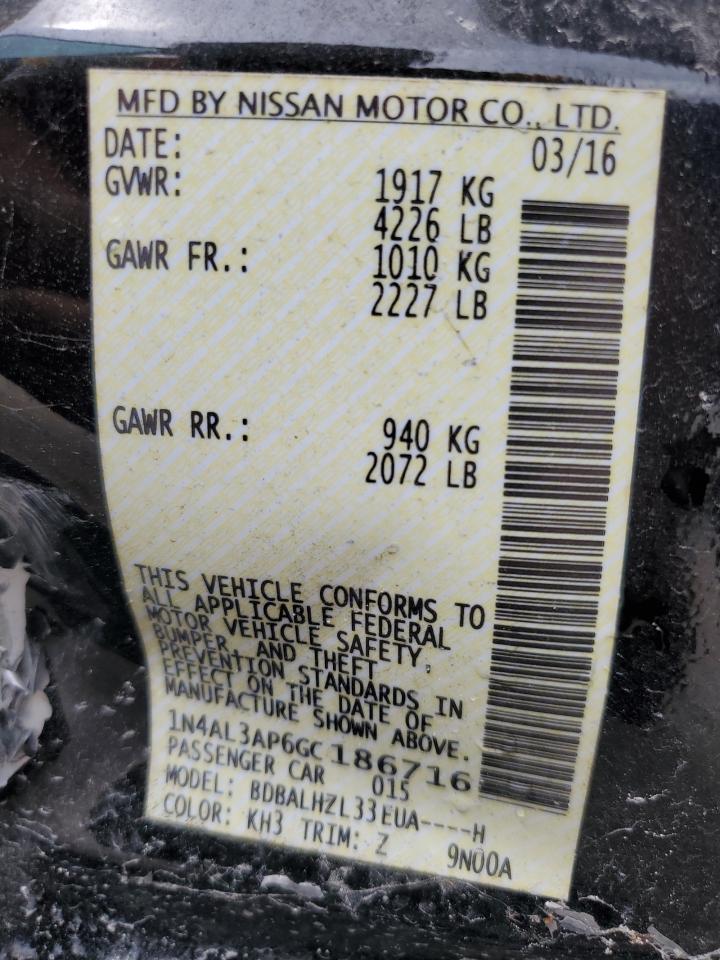 MFD BY NISSAN MOTOR CO., LTD.
DATE: 03/16
GVWR: 1917 KG
4226 LB
GAWR FR.: 1010 KG
2227 LB
GAWR RR.: 940 KG
2072 LB
THIS VEHICLE CONFORMS TO
ALL APPLICABLE FEDERAL
MOTOR VEHICLE SAFETY,
BUMPER, AND THEFT
PREVENTION STANDARDS IN
EFFECT ON THE DATE OF
MANUFACTURE SHOWN ABOVE.
1N4AL3AP6GC186716
PASSENGER CAR 015
MODEL: BDBALHZL33EUA----H
COLOR: KH3 TRIM: Z 9N00A